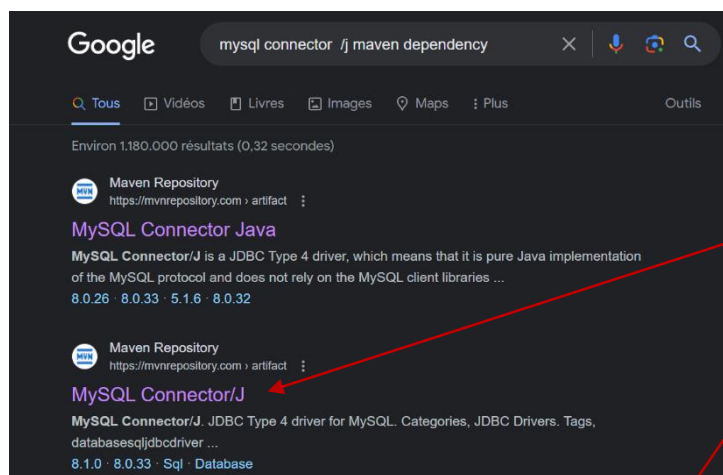 Google
mysql connector /j maven dependency
Tous Vidéos Livres Images Maps Plus Outils
Environ 1.180.000 résultats (0,32 secondes)
MVN
Maven Repository
https://mvnrepository.com › artifact
MySQL Connector Java
MySQL Connector/J is a JDBC Type 4 driver, which means that it is pure Java implementation
of the MySQL protocol and does not rely on the MySQL client libraries ...
8.0.26 · 8.0.33 · 5.1.6 · 8.0.32
MVN
Maven Repository
https://mvnrepository.com › artifact
MySQL Connector/J
MySQL Connector/J. JDBC Type 4 driver for MySQL. Categories, JDBC Drivers. Tags,
databasesqljdbcdriver ...
8.1.0 · 8.0.33 · Sql · Database